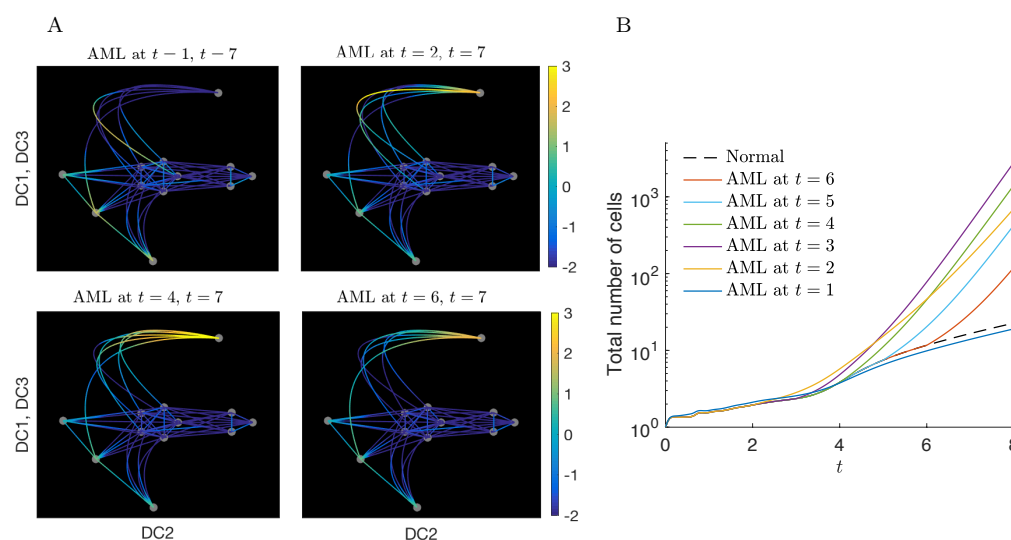 A
AML at t − 1, t − 7
AML at t = 2, t = 7
DC1, DC3
3
2
1
0
-1
-2
AML at t = 4, t = 7
AML at t = 6, t = 7
DC1, DC3
3
2
1
0
-1
-2
DC2
DC2
B
Total number of cells
10^3
10^2
10^1
10^0
Normal
AML at t = 6
AML at t = 5
AML at t = 4
AML at t = 3
AML at t = 2
AML at t = 1
0
2
4
6
8
t